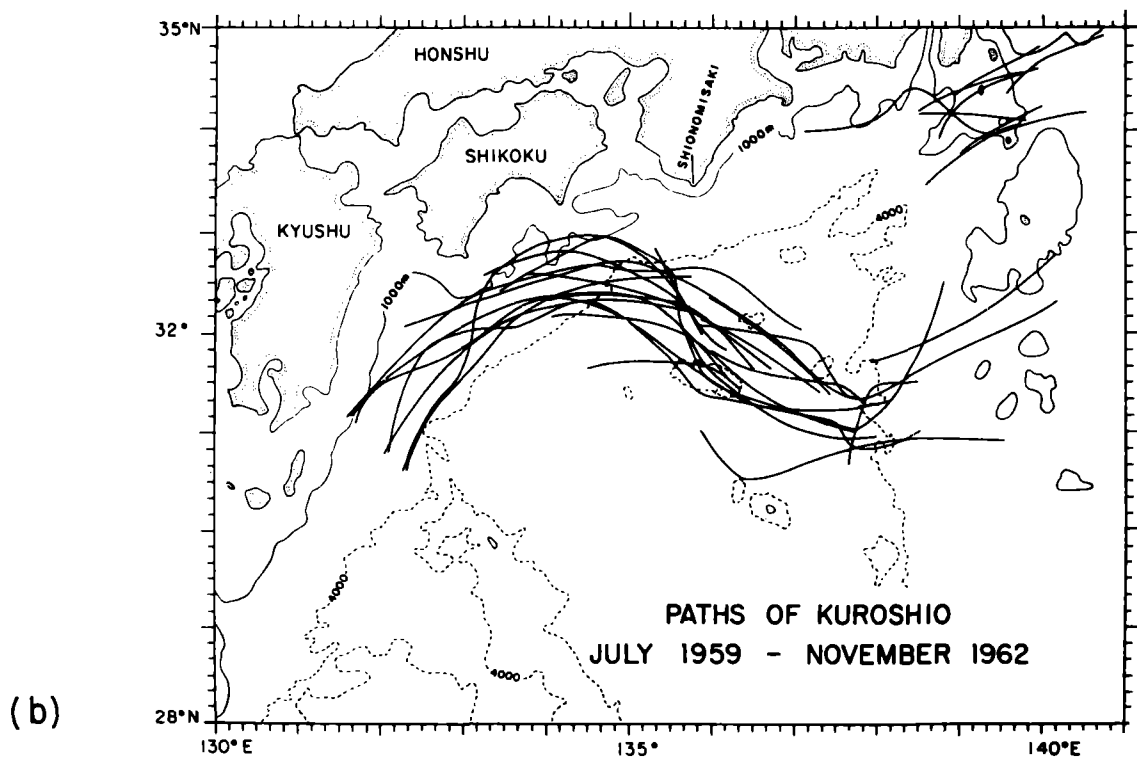 35°N
HONSHU
SHIONOMISAKI
1000m
SHIKOKU
4000
KYUSHU
1000m
32°
4000
PATHS OF KUROSHIO
JULY 1959 - NOVEMBER 1962
4000
(b)
28°N
130°E
135°
140°E